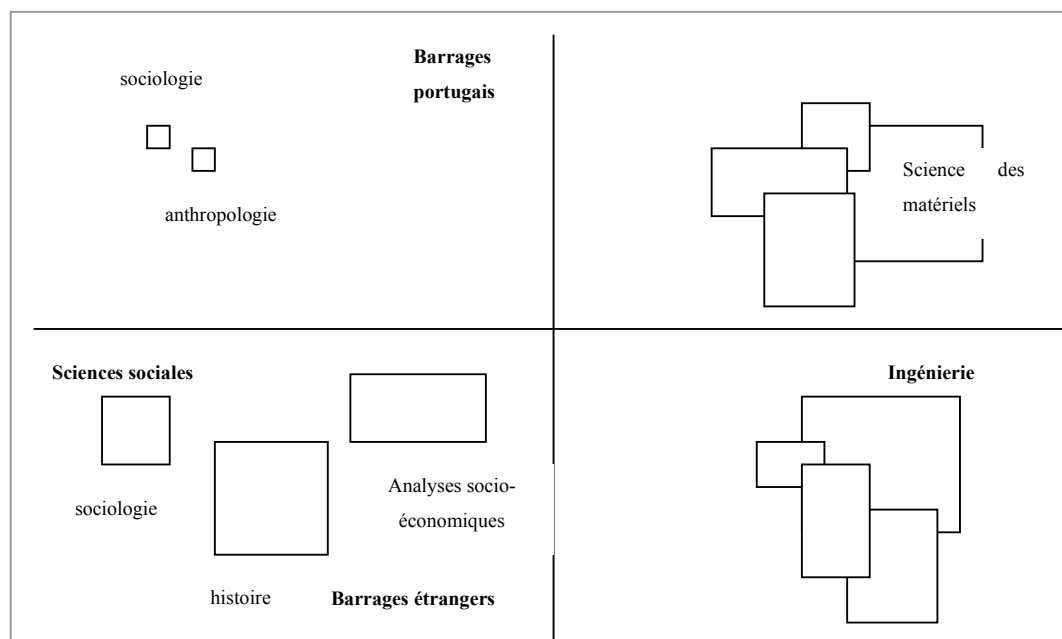 Barrages
portugais
sociologie
anthropologie
Science des
matériels
Sciences sociales
Ingénierie
sociologie
Analyses socio-
économiques
histoire
Barrages étrangers